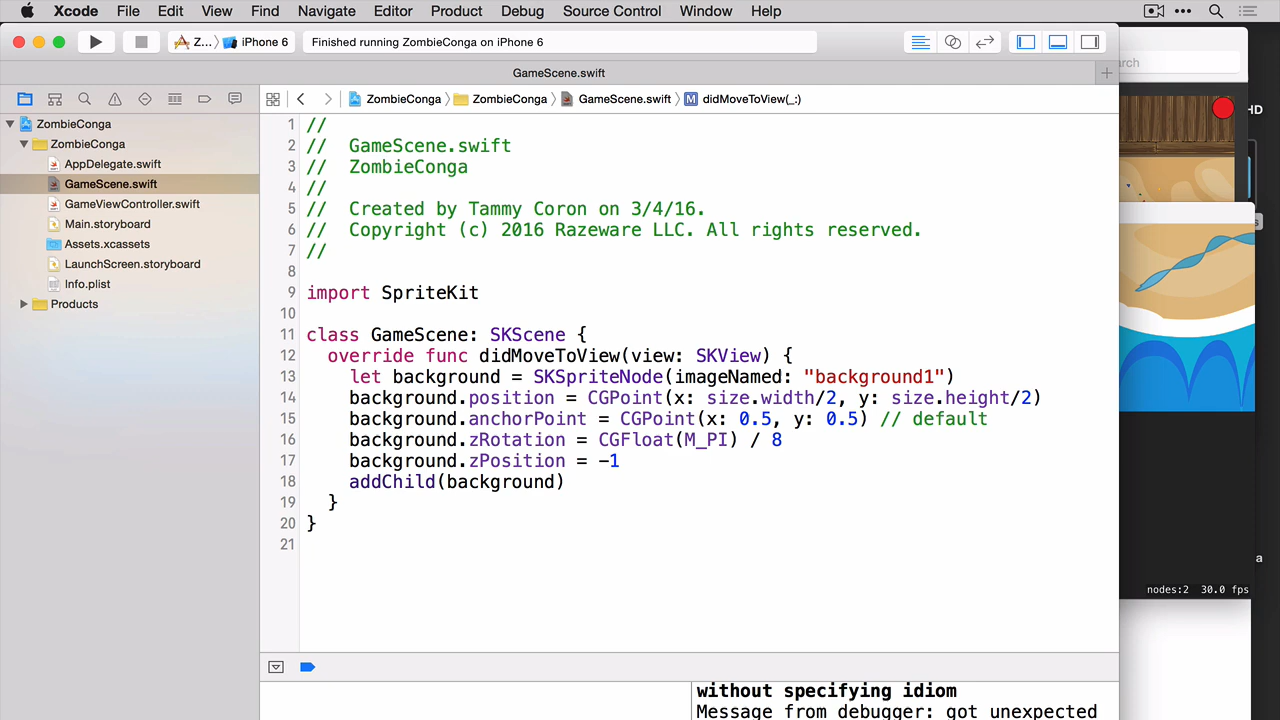 Xcode File Edit View Find Navigate Editor Product Debug Source Control Window Help
Z... iPhone 6 Finished running ZombieConga on iPhone 6
arch
GameScene.swift
ZombieConga ZombieConga GameScene.swift M didMoveToView(_:)
HD
ZombieConga
ZombieConga
AppDelegate.swift
GameScene.swift
GameViewController.swift
Main.storyboard
Assets.xcassets
LaunchScreen.storyboard
Info.plist
Products
1 //
2 // GameScene.swift
3 // ZombieConga
4 //
5 // Created by Tammy Coron on 3/4/16.
6 // Copyright (c) 2016 Razeware LLC. All rights reserved.
7 //
8
9 import SpriteKit
10
11 class GameScene: SKScene {
12 override func didMoveToView(view: SKView) {
13 let background = SKSpriteNode(imageNamed: "background1")
14 background.position = CGPoint(x: size.width/2, y: size.height/2)
15 background.anchorPoint = CGPoint(x: 0.5, y: 0.5) // default
16 background.zRotation = CGFloat(M_PI) / 8
17 background.zPosition = -1
18 addChild(background)
19 }
20 }
21
s
a
nodes:2 30.0 fps
without specifying idiom
Message from debugger: got unexpected